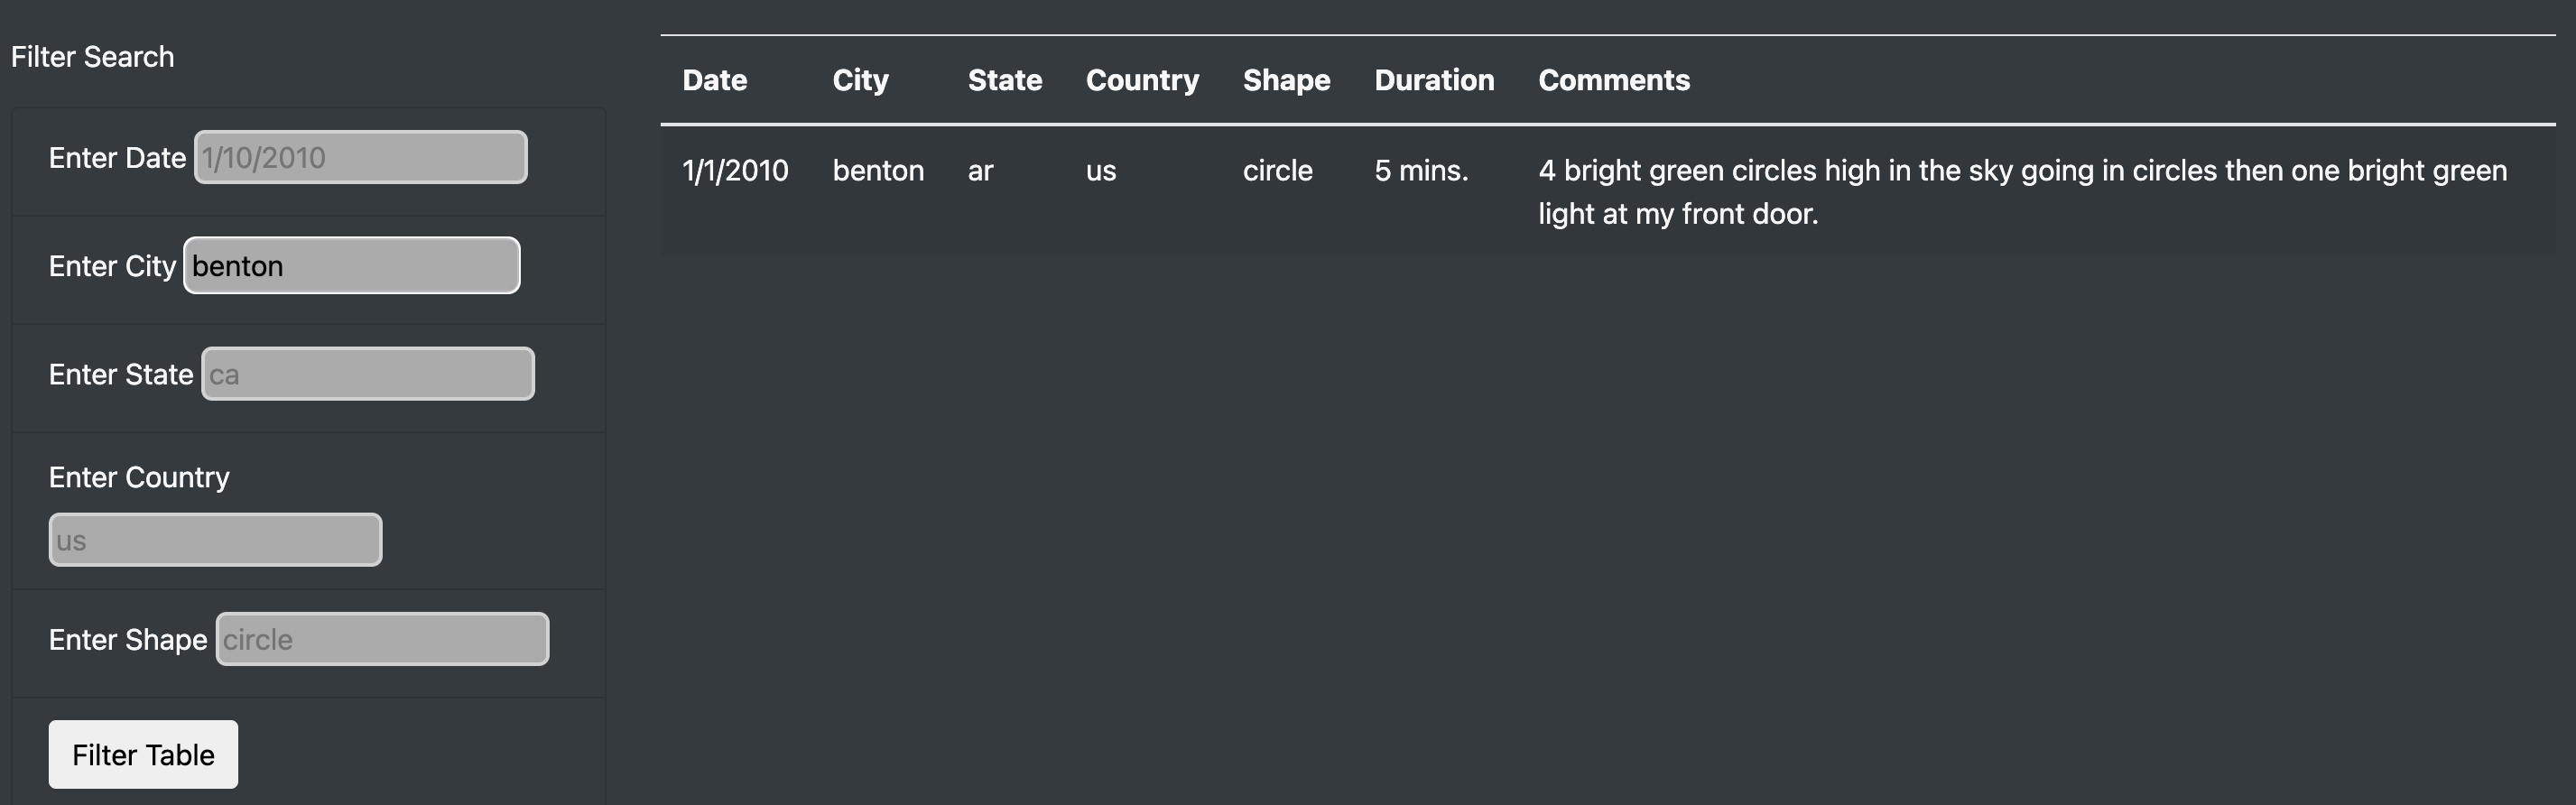 Filter Search
Enter Date 1/10/2010
Enter City benton
Enter State ca
Enter Country
us
Enter Shape circle
Filter Table
Date City State Country Shape Duration Comments
1/1/2010 benton ar us circle 5 mins. 4 bright green circles high in the sky going in circles then one bright green
light at my front door.